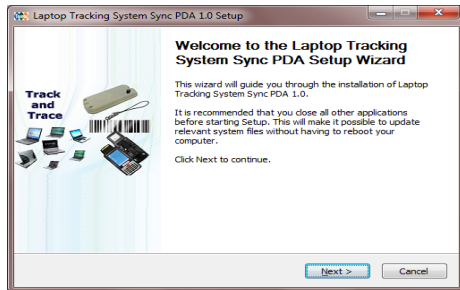 Laptop Tracking System Sync PDA 1.0 Setup
Welcome to the Laptop Tracking
System Sync PDA Setup Wizard
This wizard will guide you through the installation of Laptop
Tracking System Sync PDA 1.0.
It is recommended that you close all other applications
before starting Setup. This will make it possible to update
relevant system files without having to reboot your
computer.
Click Next to continue.
Track
and
Trace
Next >
Cancel